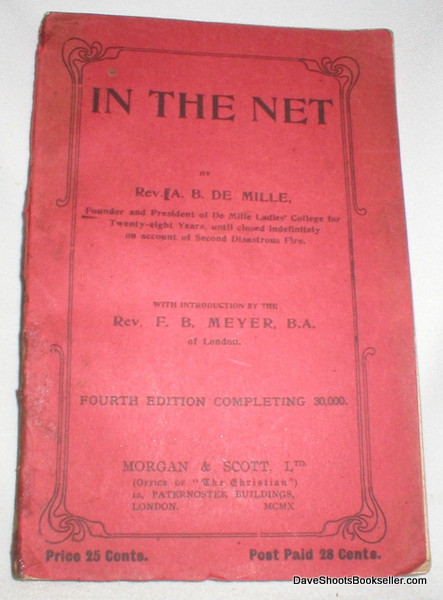 IN THE NET
BY
Rev. A. B. DE MILLE,
Founder and President of De Mille Ladies' College for
Twenty-eight Years, until closed indefinitely
on account of Second Disastrous Fire.
WITH INTRODUCTION BY THE
Rev. F. B. MEYER, B.A.
of London.
FOURTH EDITION COMPLETING 30,000.
MORGAN & SCOTT, LTD.
(OFFICE OF "The Christian")
12, PATERNOSTER BUILDINGS,
LONDON. MCMX
Price 25 Cents. Post Paid 28 Cents.
DaveShootsBookseller.com